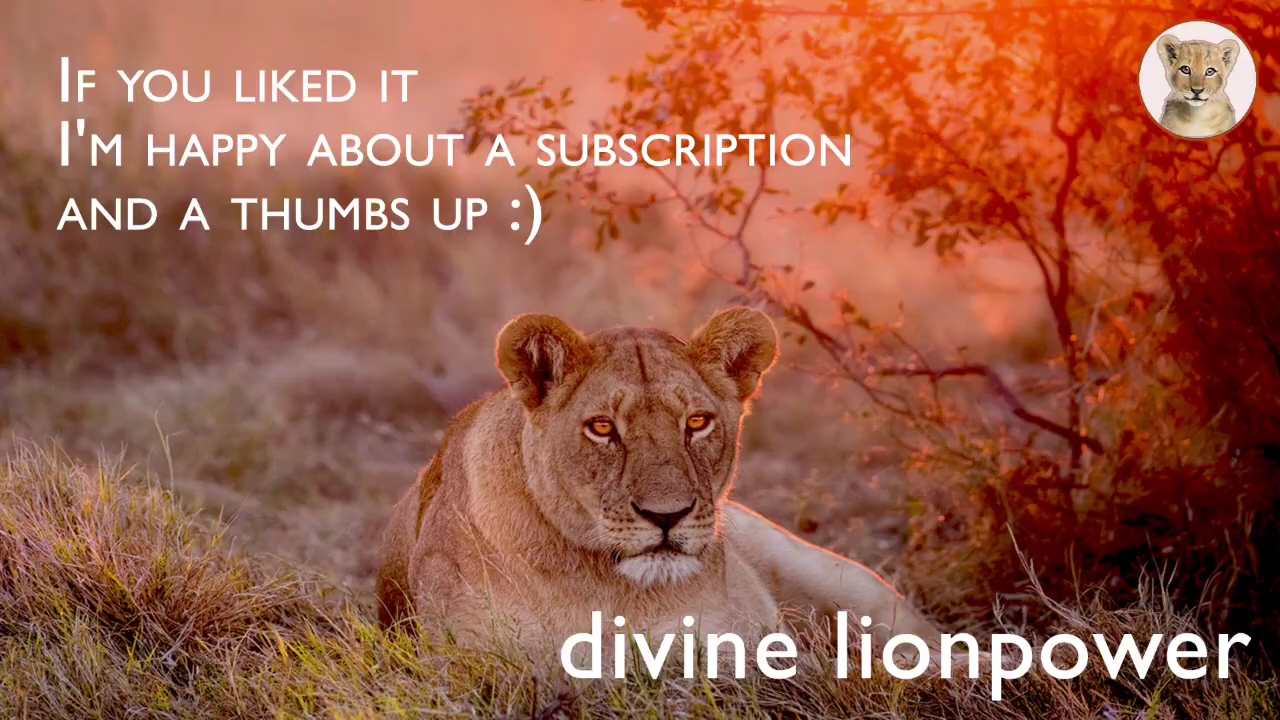 If you liked it
I'm happy about a subscription
and a thumbs up :)
divine lionpower